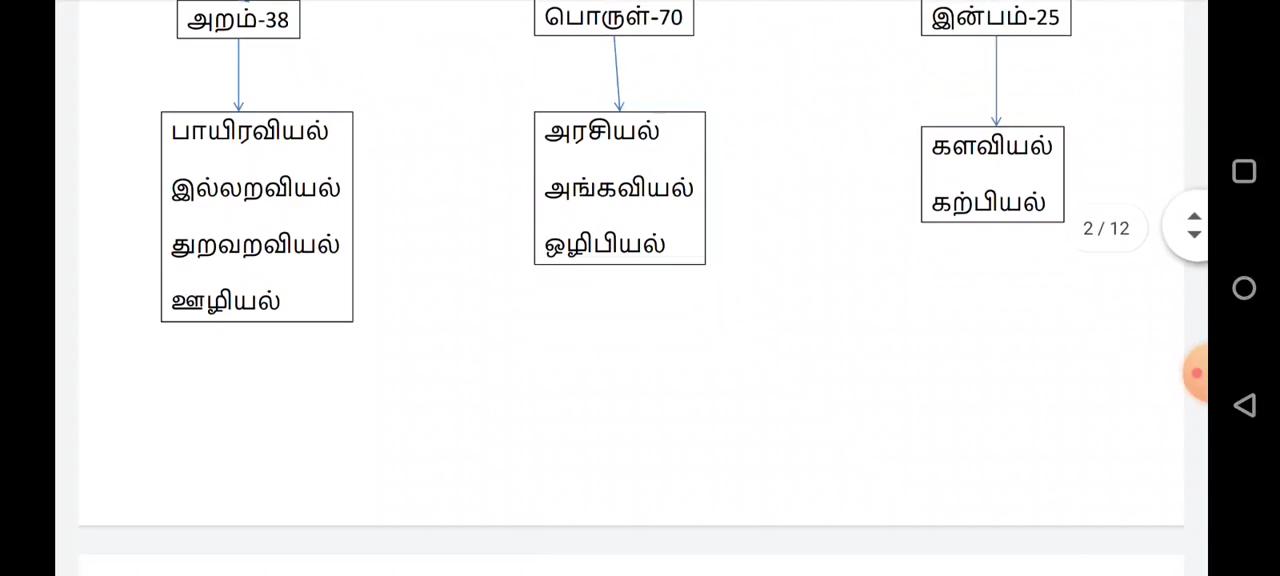 அறம்-38
பொருள்-70
இன்பம்-25
பாயிரவியல்
இல்லறவியல்
துறவறவியல்
ஊழியல்
அரசியல்
அங்கவியல்
ஒழிபியல்
களவியல்
கற்பியல்
2 / 12